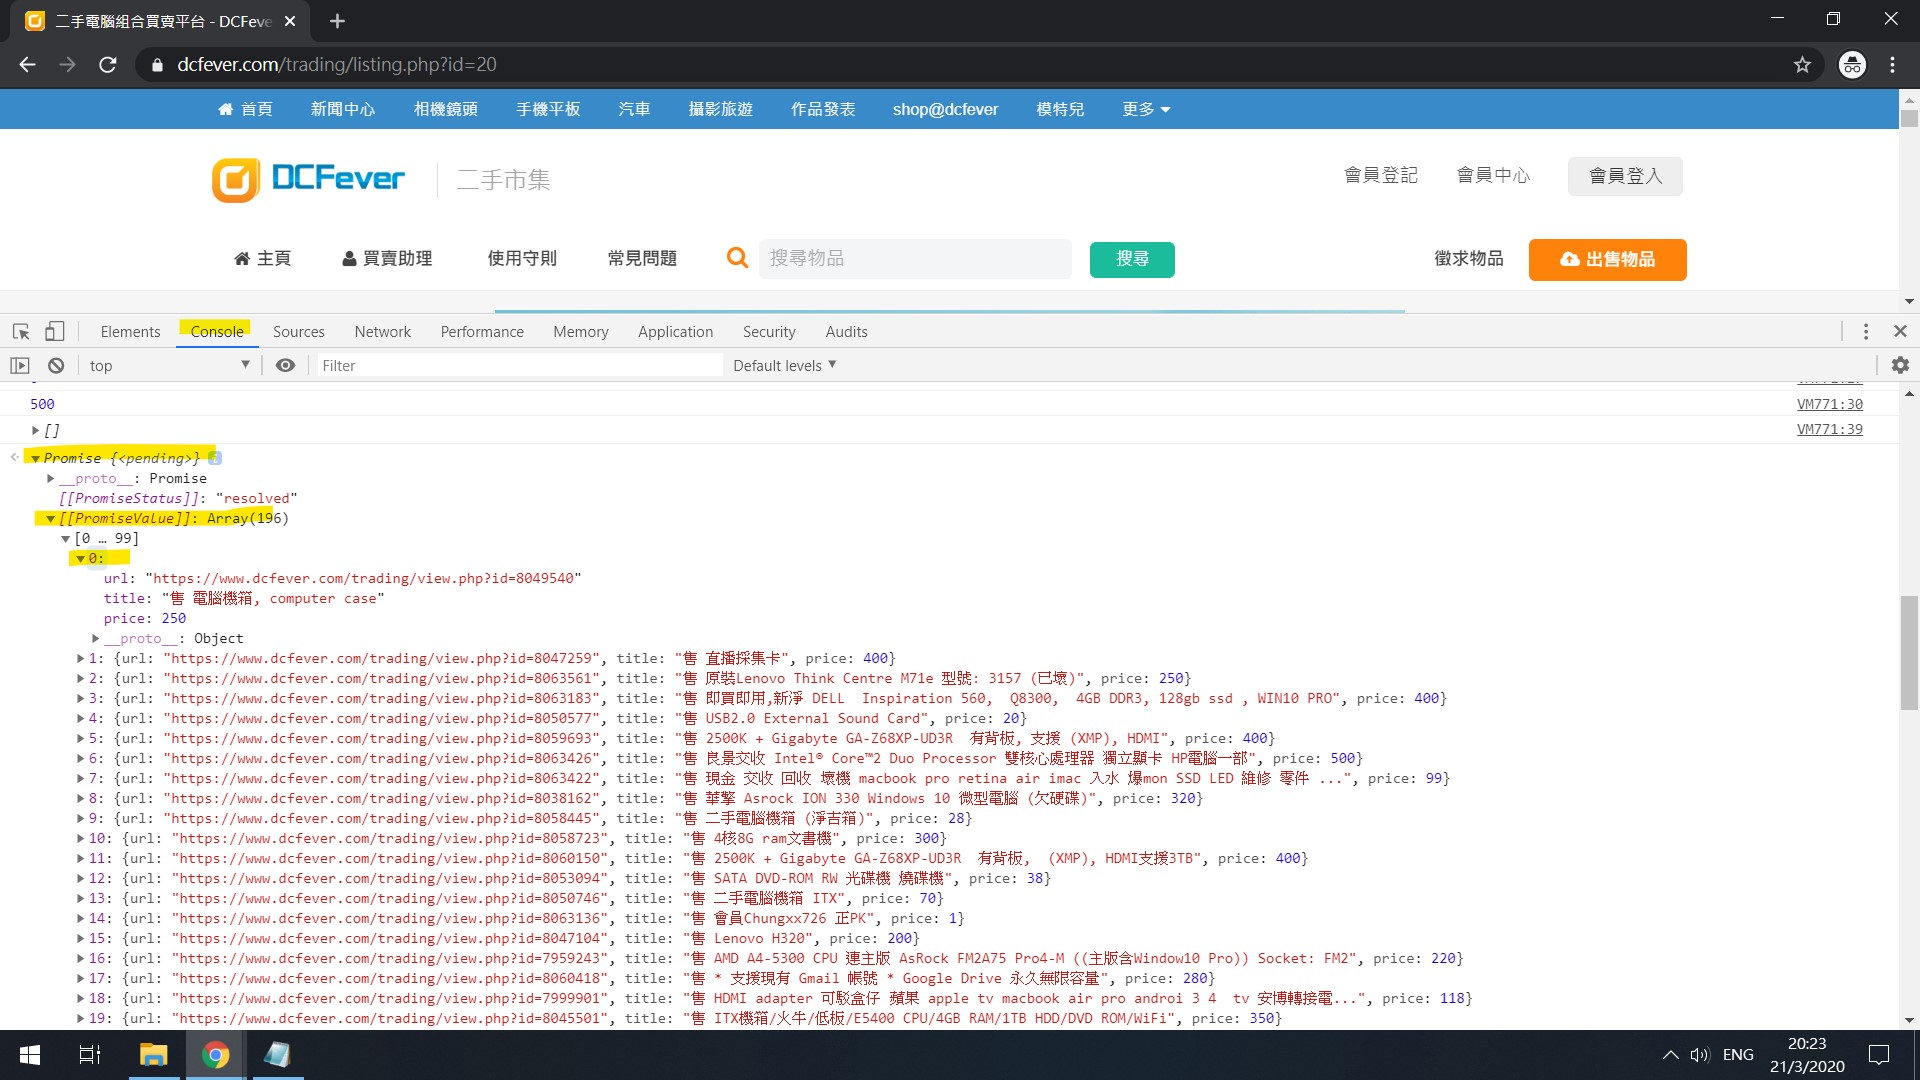 二手電腦組合買賣平台 - DCFeve
dcfever.com/trading/listing.php?id=20
首頁 新聞中心 相機鏡頭 手機平板 汽車 攝影旅遊 作品發表 shop@dcfever 模特兒 更多
DCFever 二手市集 會員登記 會員中心 會員登入
主頁 買賣助理 使用守則 常見問題 搜尋物品 搜尋 徵求物品 出售物品
Elements Console Sources Network Performance Memory Application Security Audits
top Filter Default levels
500 VM771:30
[] VM771:39
Promise {<pending>}
__proto__: Promise
[[PromiseStatus]]: "resolved"
[[PromiseValue]]: Array(196)
[0 … 99]
0:
url: "https://www.dcfever.com/trading/view.php?id=8049540"
title: "售 電腦機箱, computer case"
price: 250
__proto__: Object
1: {url: "https://www.dcfever.com/trading/view.php?id=8047259", title: "售 直播採集卡", price: 400}
2: {url: "https://www.dcfever.com/trading/view.php?id=8063561", title: "售 原裝Lenovo Think Centre M71e 型號: 3157 (已壞)", price: 250}
3: {url: "https://www.dcfever.com/trading/view.php?id=8063183", title: "售 即買即用,新淨 DELL  Inspiration 560,  Q8300,  4GB DDR3, 128gb ssd , WIN10 PRO", price: 400}
4: {url: "https://www.dcfever.com/trading/view.php?id=8050577", title: "售 USB2.0 External Sound Card", price: 20}
5: {url: "https://www.dcfever.com/trading/view.php?id=8059693", title: "售 2500K + Gigabyte GA-Z68XP-UD3R  有背板, 支援 (XMP), HDMI", price: 400}
6: {url: "https://www.dcfever.com/trading/view.php?id=8063426", title: "售 良景交收 Intel® Core™2 Duo Processor 雙核心處理器 獨立顯卡 HP電腦一部", price: 500}
7: {url: "https://www.dcfever.com/trading/view.php?id=8063422", title: "售 現金 交收 回收 壞機 macbook pro retina air imac 入水 爆mon SSD LED 維修 零件 ...", price: 99}
8: {url: "https://www.dcfever.com/trading/view.php?id=8038162", title: "售 華擎 Asrock ION 330 Windows 10 微型電腦 (欠硬碟)", price: 320}
9: {url: "https://www.dcfever.com/trading/view.php?id=8058445", title: "售 二手電腦機箱 (淨吉箱)", price: 28}
10: {url: "https://www.dcfever.com/trading/view.php?id=8058723", title: "售 4核8G ram文書機", price: 300}
11: {url: "https://www.dcfever.com/trading/view.php?id=8060150", title: "售 2500K + Gigabyte GA-Z68XP-UD3R  有背板,  (XMP), HDMI支援3TB", price: 400}
12: {url: "https://www.dcfever.com/trading/view.php?id=8053094", title: "售 SATA DVD-ROM RW 光碟機 燒碟機", price: 38}
13: {url: "https://www.dcfever.com/trading/view.php?id=8050746", title: "售 二手電腦機箱 ITX", price: 70}
14: {url: "https://www.dcfever.com/trading/view.php?id=8063136", title: "售 會員Chungxx726 正PK", price: 1}
15: {url: "https://www.dcfever.com/trading/view.php?id=8047104", title: "售 Lenovo H320", price: 200}
16: {url: "https://www.dcfever.com/trading/view.php?id=7959243", title: "售 AMD A4-5300 CPU 連主版 AsRock FM2A75 Pro4-M ((主版含Window10 Pro)) Socket: FM2", price: 220}
17: {url: "https://www.dcfever.com/trading/view.php?id=8060418", title: "售 * 支援現有 Gmail 帳號 * Google Drive 永久無限容量", price: 280}
18: {url: "https://www.dcfever.com/trading/view.php?id=7999901", title: "售 HDMI adapter 可駁盒仔 蘋果 apple tv macbook air pro androi 3 4  tv 安博轉接電...", price: 118}
19: {url: "https://www.dcfever.com/trading/view.php?id=8045501", title: "售 ITX機箱/火牛/低板/E5400 CPU/4GB RAM/1TB HDD/DVD ROM/WiFi", price: 350}
ENG 20:23
21/3/2020